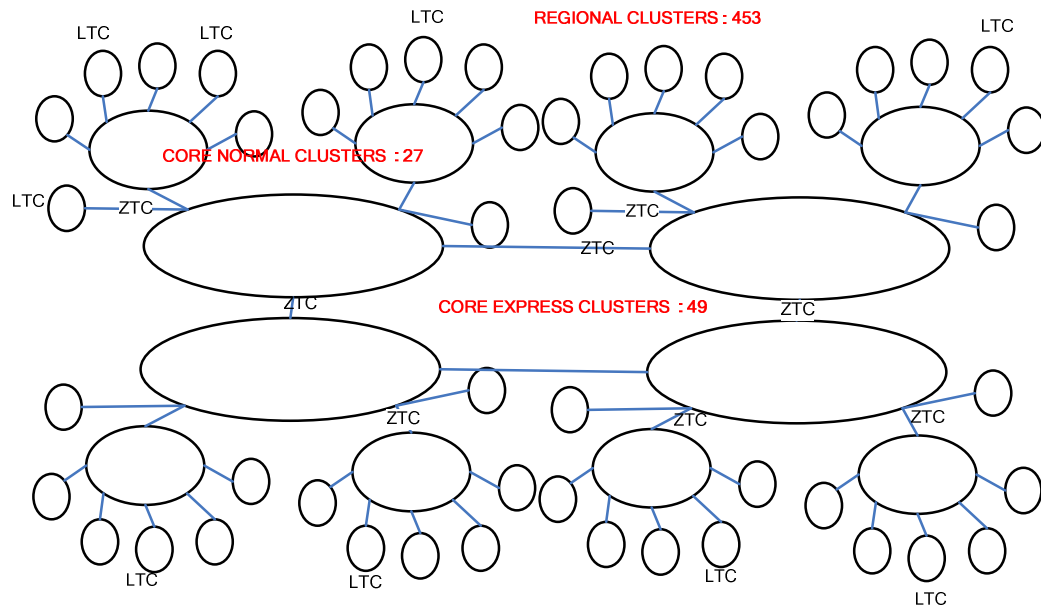 REGIONAL CLUSTERS : 453
LTC
LTC
LTC
LTC
CORE NORMAL CLUSTERS : 27
LTC
ZTC
ZTC
ZTC
CORE EXPRESS CLUSTERS : 49
ZTC
ZTC
ZTC
ZTC
ZTC
LTC
LTC
LTC
LTC